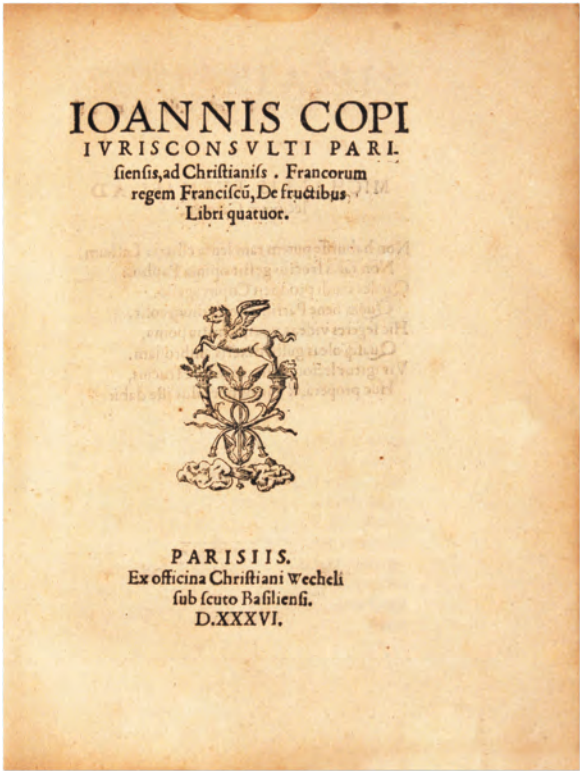 IOANNIS COPI
IVRISCONSVLTI PARI-
ſienſis,ad Chriſtianiſs . Francorum
regem Franciſcũ, De fructibus
Libri quatuor.
PARISIIS.
Ex officina Chriſtiani Wecheli
ſub ſcuto Baſilienſi.
D.XXXVI.